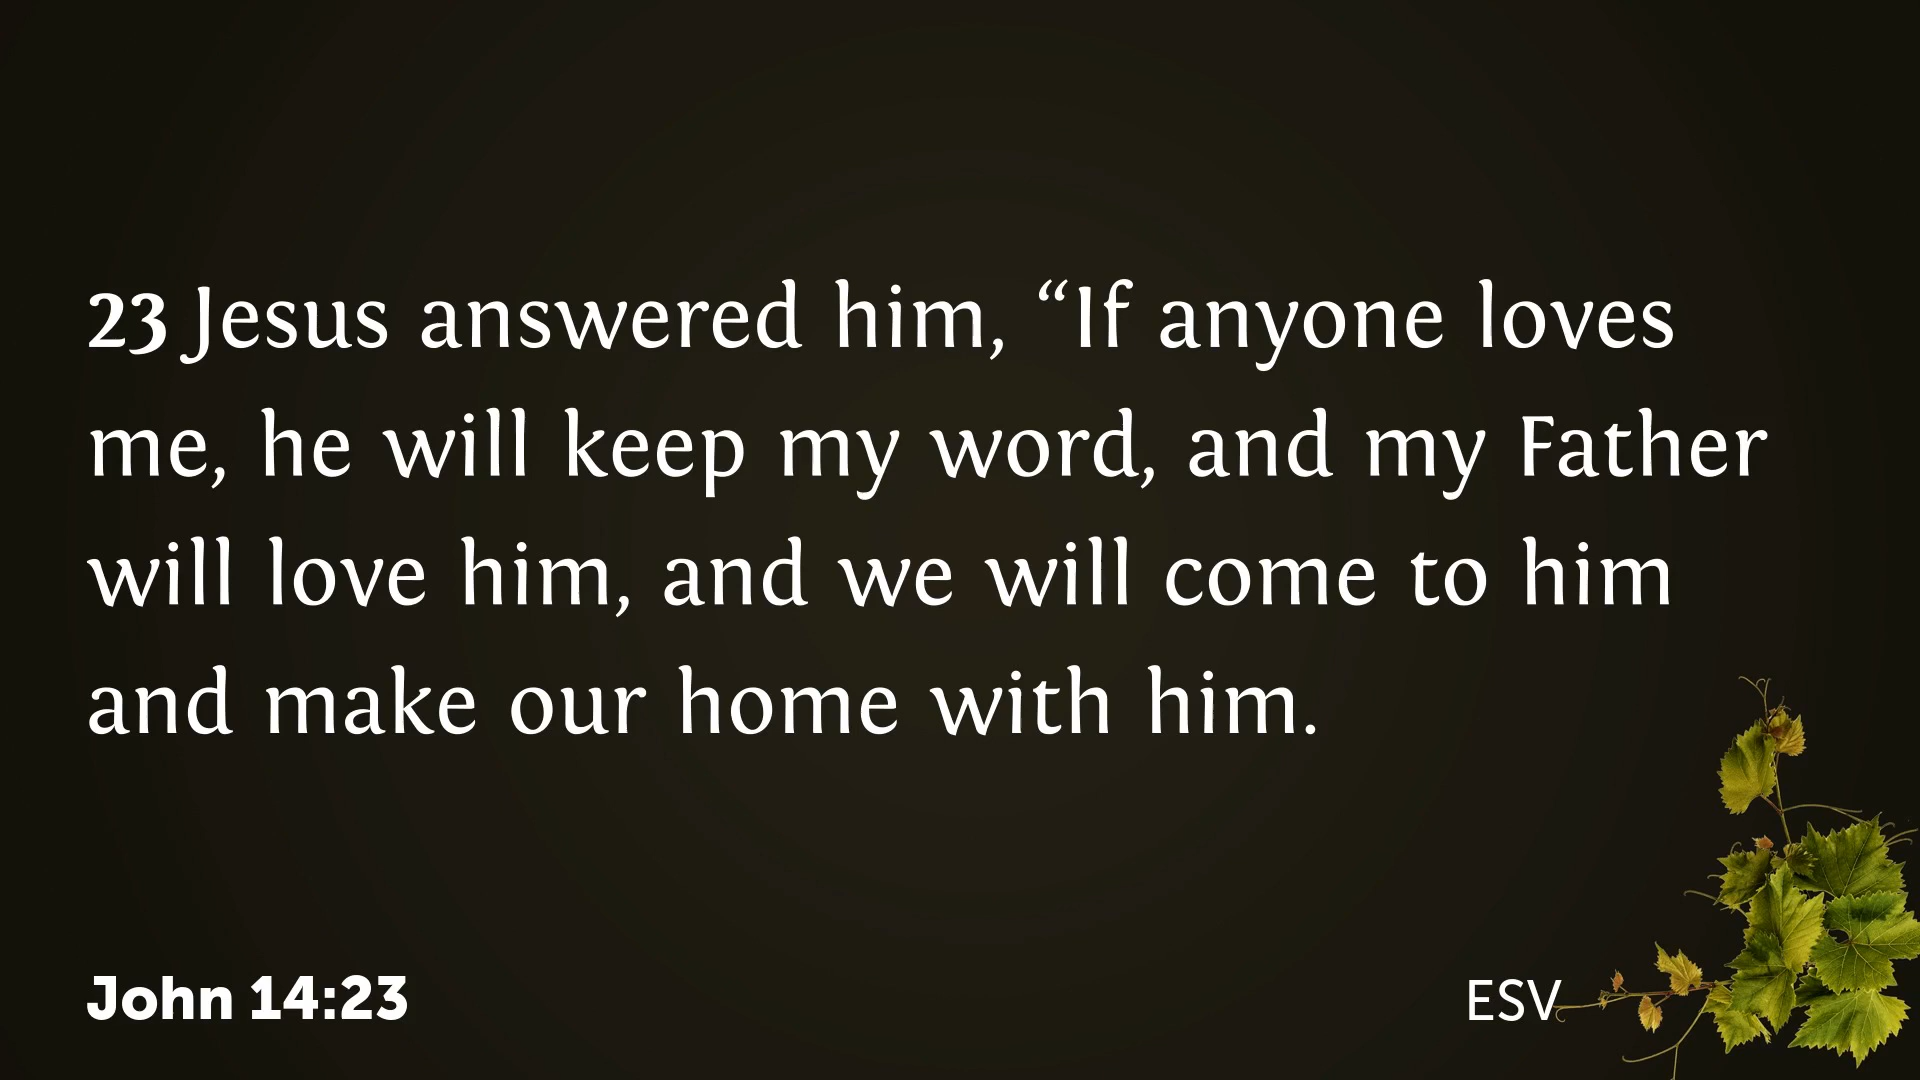 23 Jesus answered him, “If anyone loves
me, he will keep my word, and my Father
will love him, and we will come to him
and make our home with him.
John 14:23
ESV